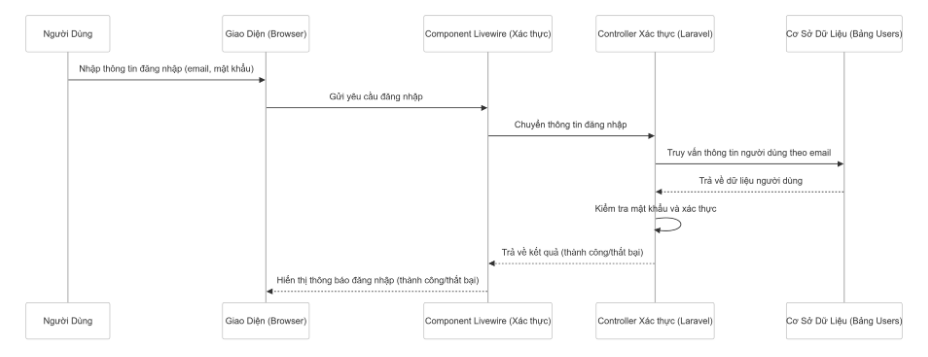 Người Dùng
Giao Diện (Browser)
Component Livewire (Xác thực)
Controller Xác thực (Laravel)
Cơ Sở Dữ Liệu (Bảng Users)
Nhập thông tin đăng nhập (email, mật khẩu)
Gửi yêu cầu đăng nhập
Chuyển thông tin đăng nhập
Truy vấn thông tin người dùng theo email
Trả về dữ liệu người dùng
Kiểm tra mật khẩu và xác thực
Trả về kết quả (thành công/thất bại)
Hiển thị thông báo đăng nhập (thành công/thất bại)
Người Dùng
Giao Diện (Browser)
Component Livewire (Xác thực)
Controller Xác thực (Laravel)
Cơ Sở Dữ Liệu (Bảng Users)